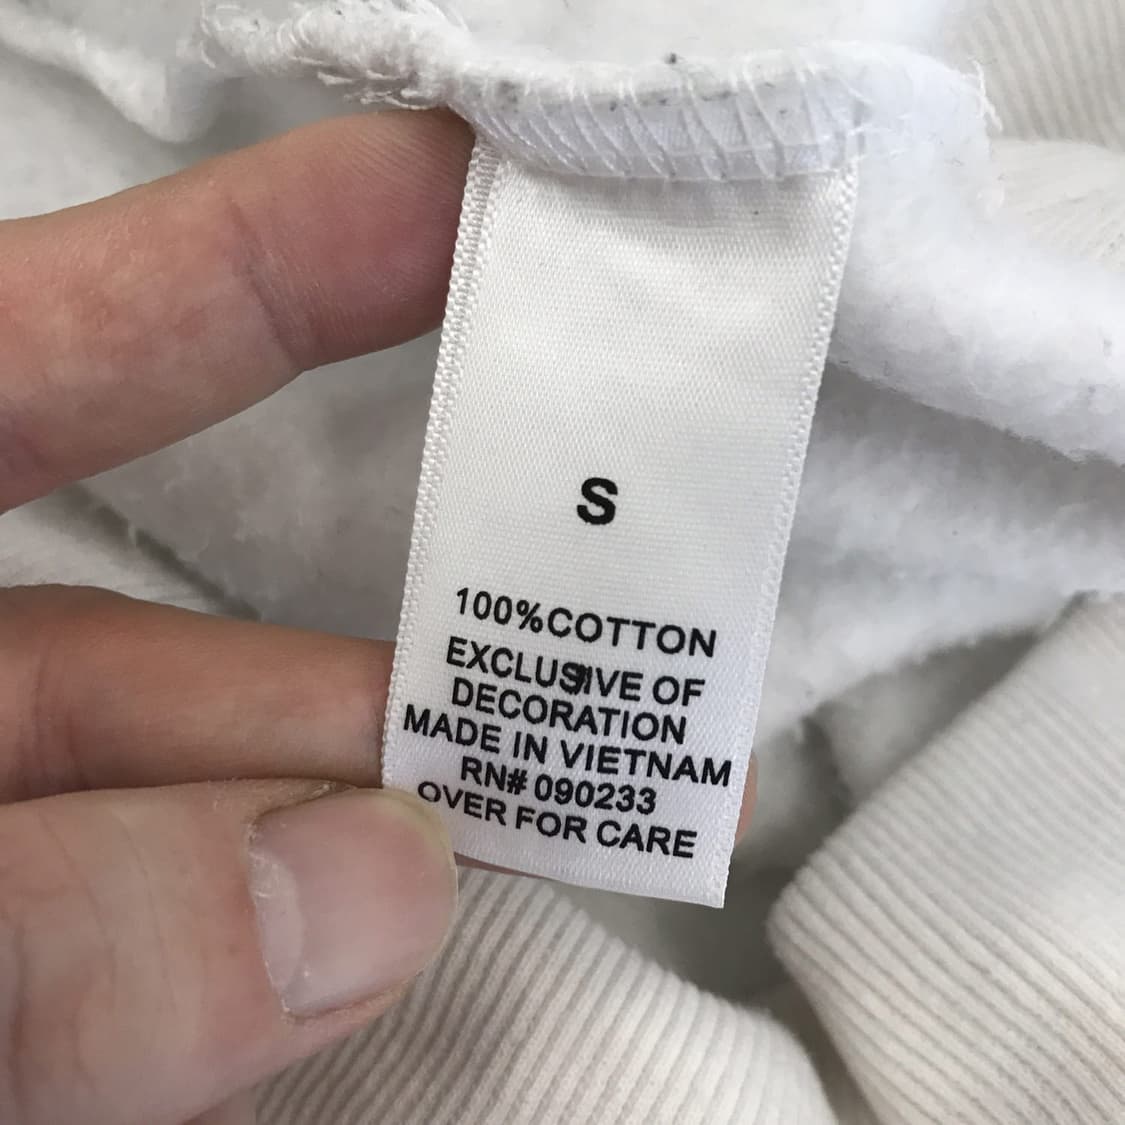 S
100%COTTON
EXCLUSIVE OF
DECORATION
MADE IN VIETNAM
RN# 090233
OVER FOR CARE